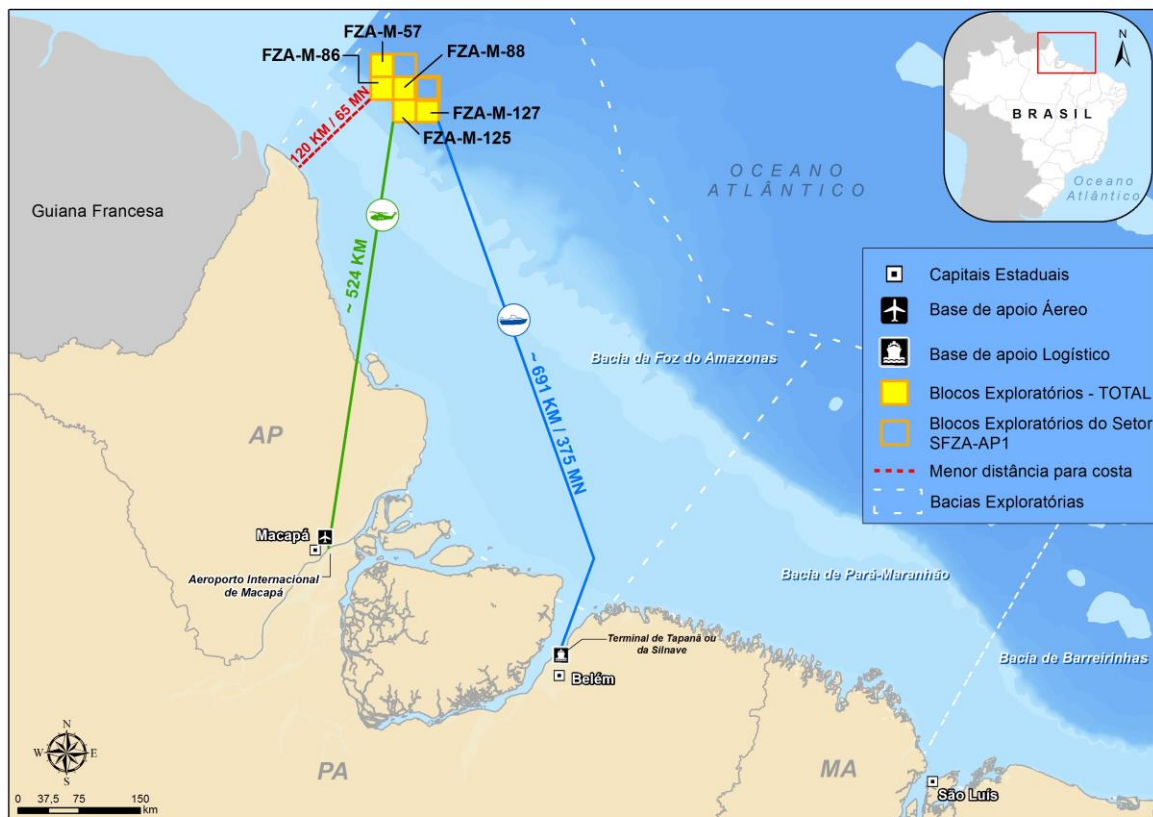 FZA-M-57
FZA-M-86
FZA-M-88
FZA-M-127
FZA-M-125
120 KM / 65 MN
Guiana Francesa
~ 524 KM
~ 691 KM / 375 MN
OCEANO
ATLÂNTICO
N
BRASIL
Oceano
Atlântico
Capitais Estaduais
Base de apoio Áereo
Base de apoio Logístico
Blocos Exploratórios - TOTAL
Blocos Exploratórios do Setor
SFZA-AP1
Menor distância para costa
Bacias Exploratórias
Bacia da Foz do Amazonas
AP
Macapá
Aeroporto Internacional
de Macapá
Bacia de Pará-Maranhão
Terminal de Tapanã ou
da Silnave
Belém
Bacia de Barreirinhas
PA
MA
São Luís
N
W
E
S
0 37,5 75 150
km